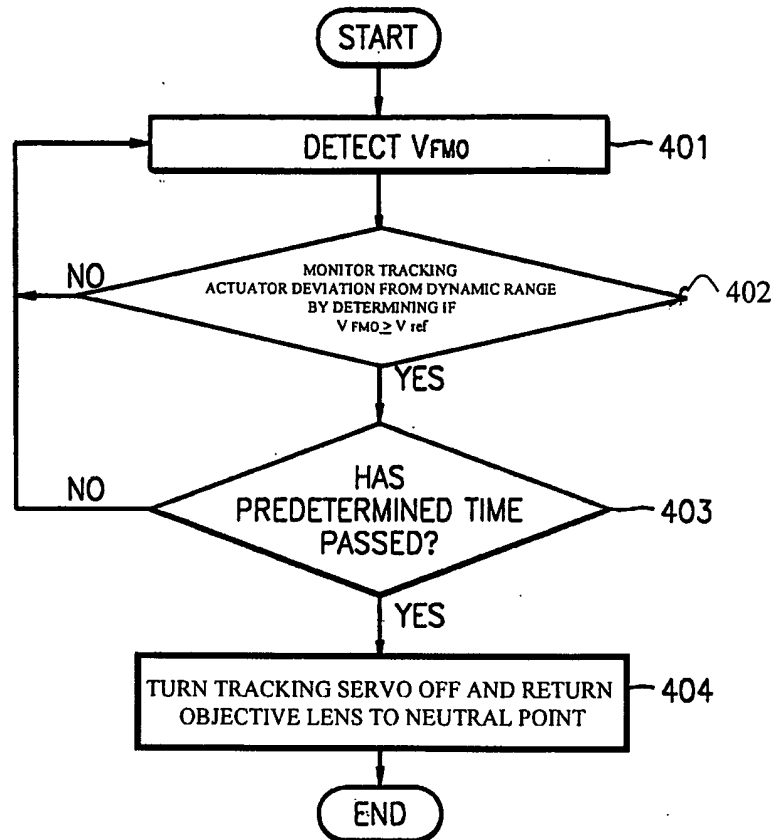 START
DETECT VFMO
401
MONITOR TRACKING
ACTUATOR DEVIATION FROM DYNAMIC RANGE
BY DETERMINING IF
V FMO ≥ V ref
NO
402
YES
HAS
PREDETERMINED TIME
PASSED?
NO
403
YES
TURN TRACKING SERVO OFF AND RETURN
OBJECTIVE LENS TO NEUTRAL POINT
404
END